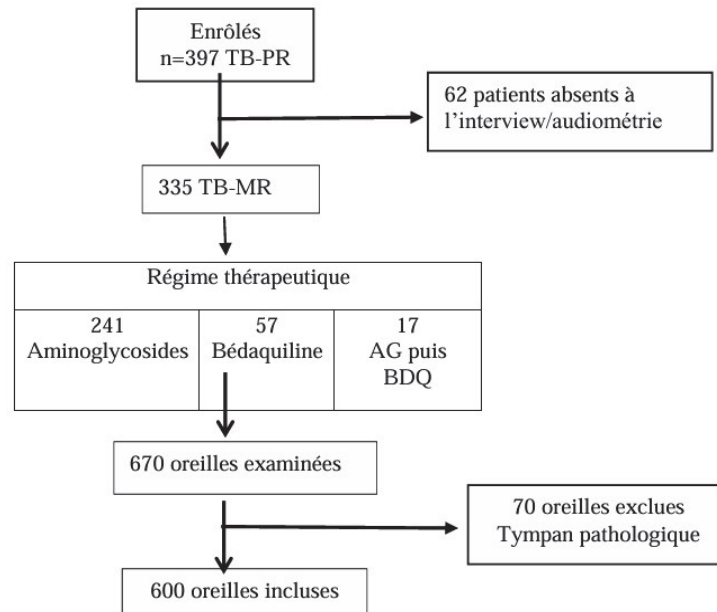 Enrôlés
n=397 TB-PR
62 patients absents à
l'interview/audiométrie
335 TB-MR
Régime thérapeutique
241
Aminoglycosides
57
Bédaquiline
17
AG puis
BDQ
670 oreilles examinées
70 oreilles exclues
Tympan pathologique
600 oreilles incluses